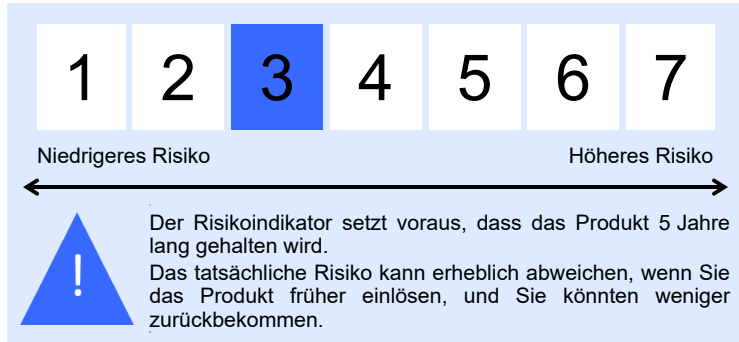 1 2 3 4 5 6 7
Niedrigeres Risiko Höheres Risiko
!
Der Risikoindikator setzt voraus, dass das Produkt 5 Jahre
lang gehalten wird.
Das tatsächliche Risiko kann erheblich abweichen, wenn Sie
das Produkt früher einlösen, und Sie könnten weniger
zurückbekommen.